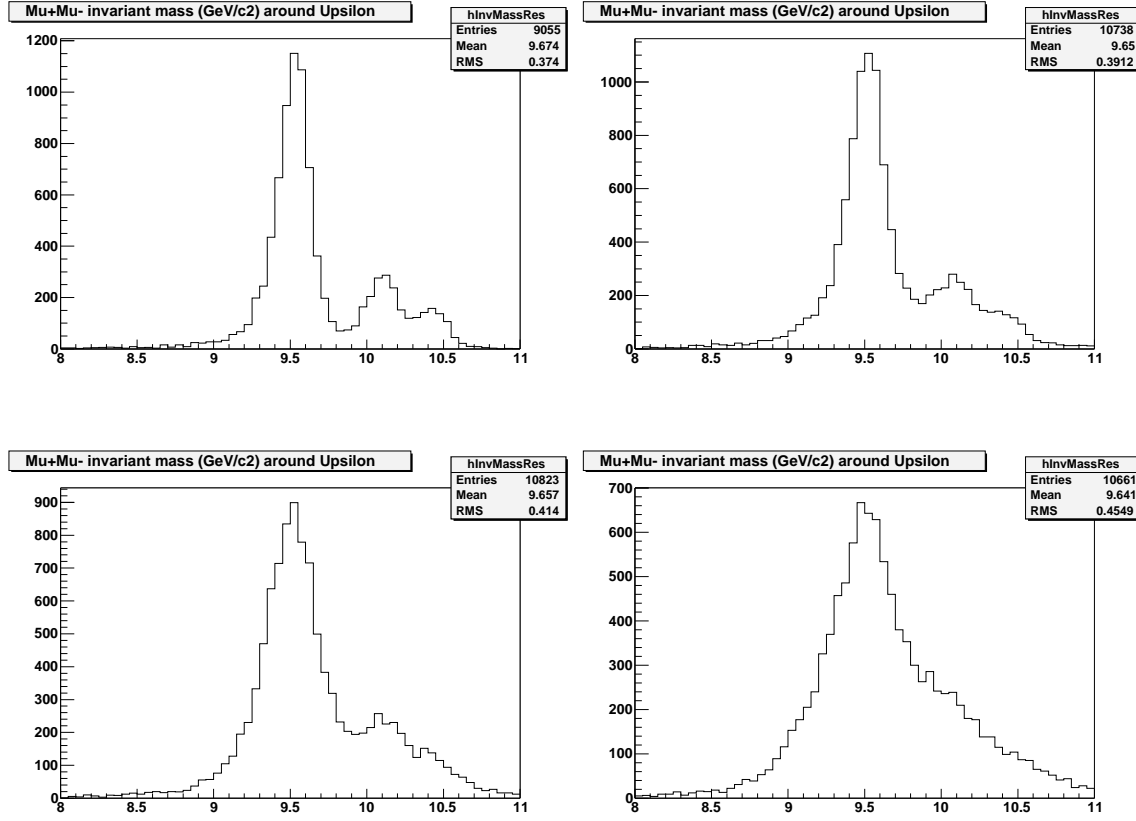 Mu+Mu- invariant mass (GeV/c2) around Upsilon
hInvMassRes
Entries 9055
Mean 9.674
RMS 0.374
1200
1000
800
600
400
200
0
8 8.5 9 9.5 10 10.5 11
Mu+Mu- invariant mass (GeV/c2) around Upsilon
hInvMassRes
Entries 10738
Mean 9.65
RMS 0.3912
1000
800
600
400
200
0
8 8.5 9 9.5 10 10.5 11
Mu+Mu- invariant mass (GeV/c2) around Upsilon
hInvMassRes
Entries 10823
Mean 9.657
RMS 0.414
900
800
700
600
500
400
300
200
100
0
8 8.5 9 9.5 10 10.5 11
Mu+Mu- invariant mass (GeV/c2) around Upsilon
hInvMassRes
Entries 10661
Mean 9.641
RMS 0.4549
700
600
500
400
300
200
100
0
8 8.5 9 9.5 10 10.5 11